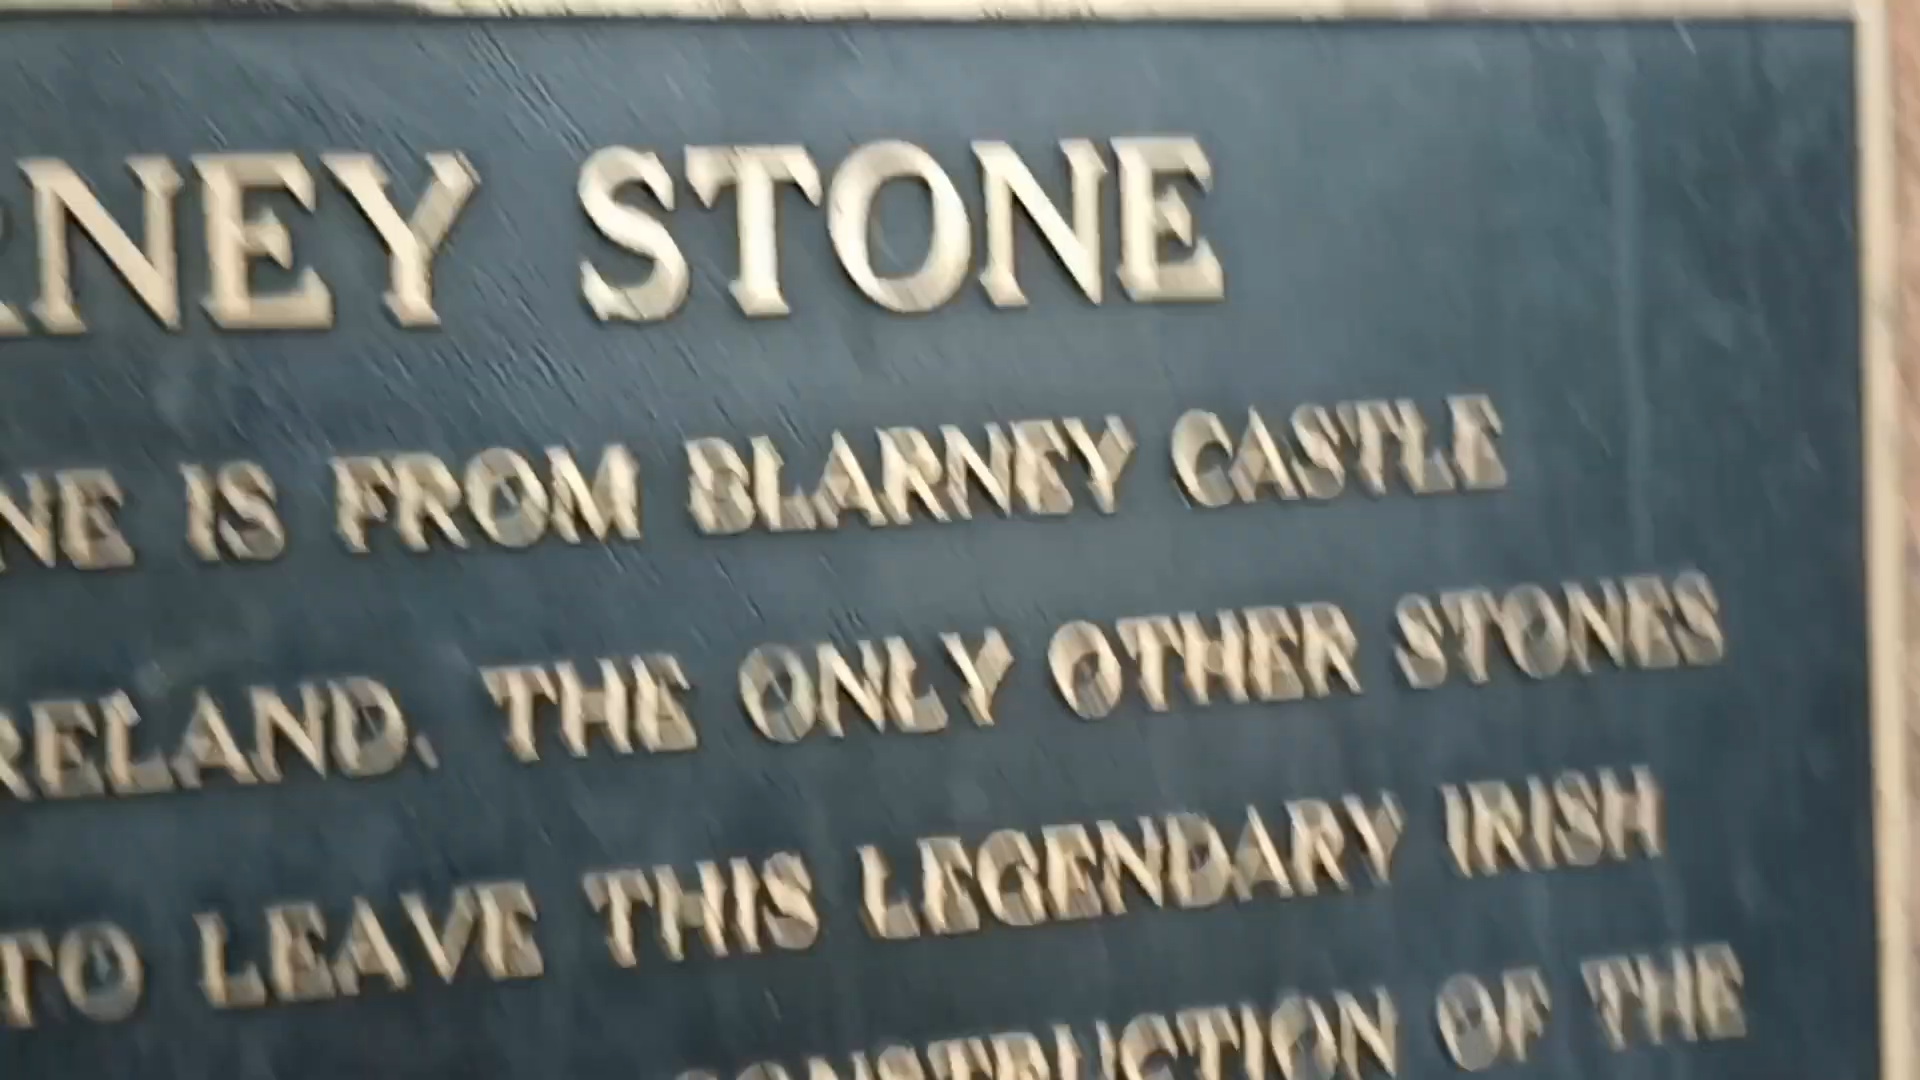 RNEY STONE
NE IS FROM BLARNEY CASTLE
RELAND. THE ONLY OTHER STONES
TO LEAVE THIS LEGENDARY IRISH
CONSTRUCTION OF THE